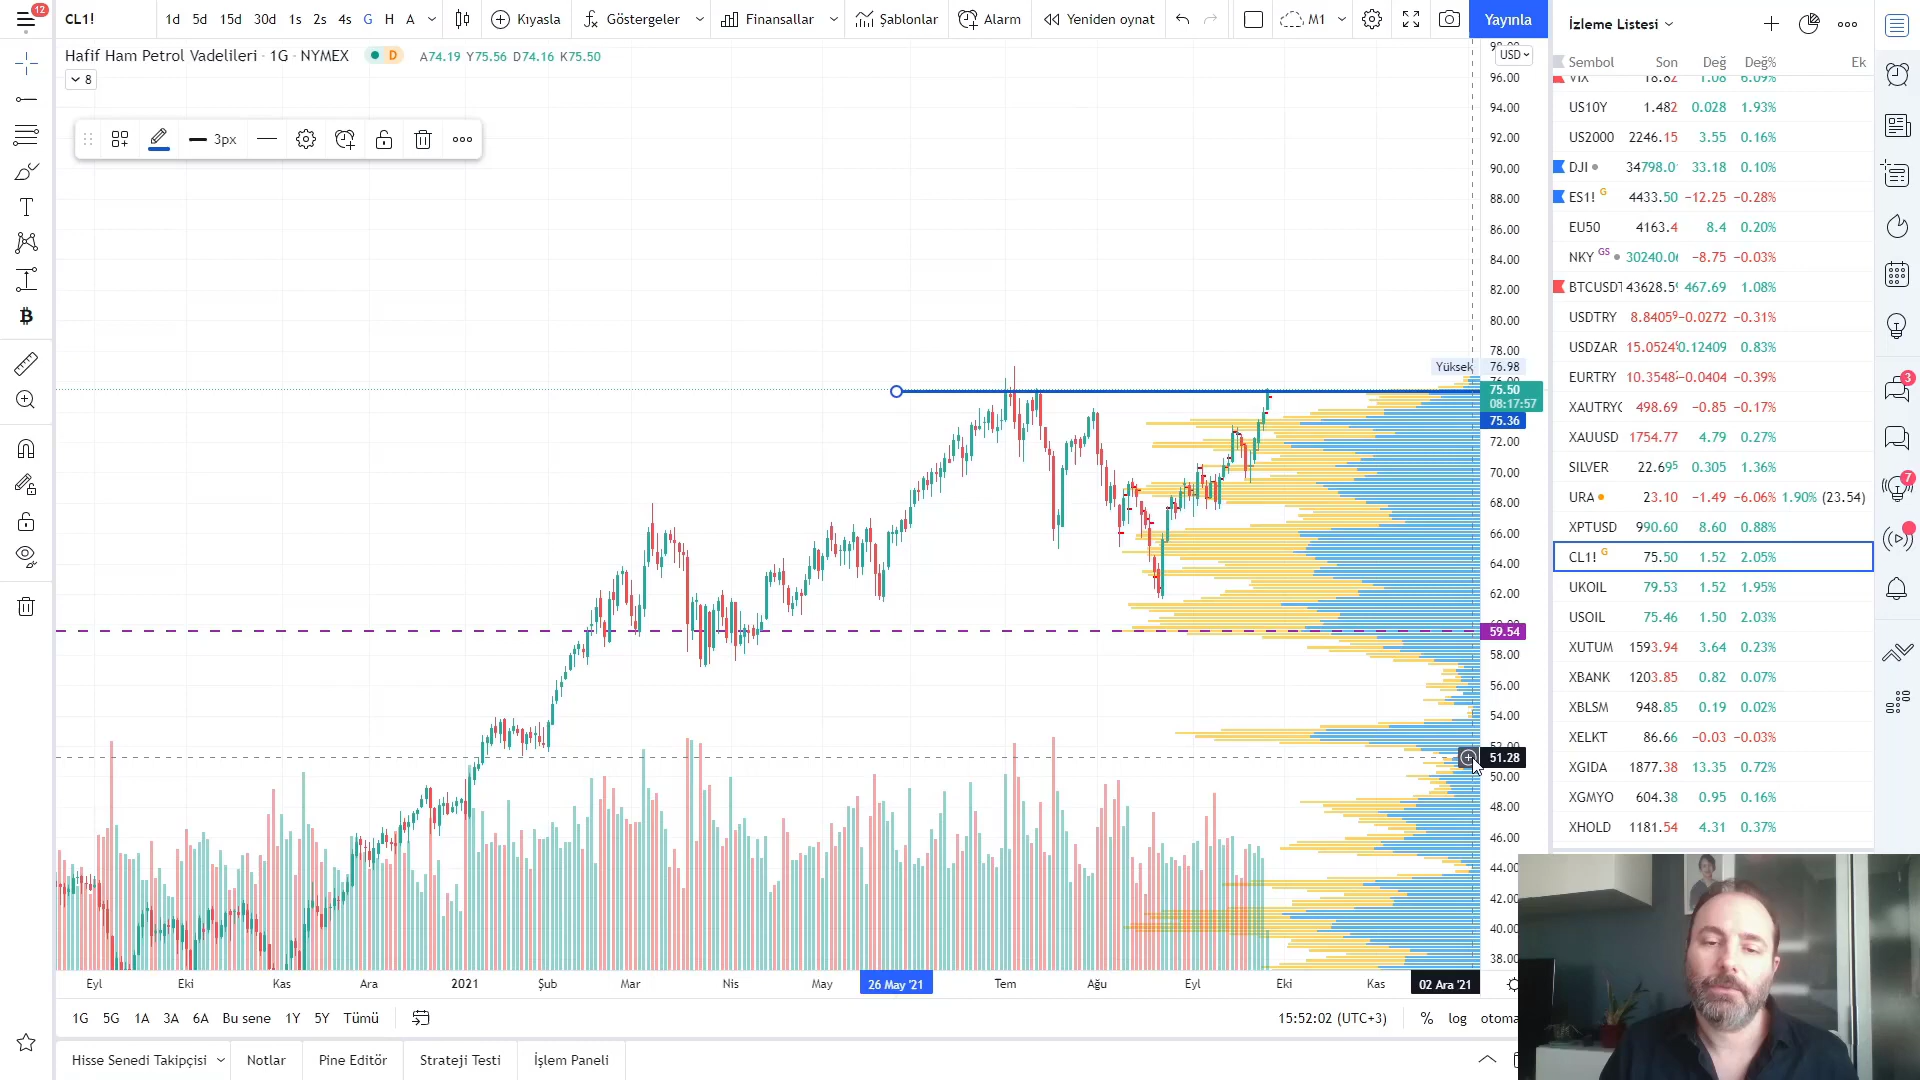 12
CL1!
1d 5d 15d 30d 1s 2s 4s G H A
Kıyasla
Göstergeler
Finansallar
Şablonlar
Alarm
Yeniden oynat
M1
Yayınla
Hafif Ham Petrol Vadelileri · 1G · NYMEX
D
A74.19 Y75.56 D74.16 K75.50
8
3px
USD
96.00
94.00
92.00
90.00
88.00
86.00
84.00
82.00
80.00
78.00
Yüksek 76.98
75.50
08:17:57
75.36
72.00
70.00
68.00
66.00
64.00
62.00
59.54
58.00
56.00
54.00
51.28
50.00
48.00
46.00
44.00
42.00
40.00
38.00
Eyl Eki Kas Ara 2021 Şub Mar Nis May 26 May '21 Tem Ağu Eyl Eki Kas 02 Ara '21
1G 5G 1A 3A 6A Bu sene 1Y 5Y Tümü
15:52:02 (UTC+3)
% log
Hisse Senedi Takipçisi
Notlar
Pine Editör
Strateji Testi
İşlem Paneli
İzleme Listesi
Sembol Son Değ Değ% Ek
VIX 18.82 1.08 6.09%
US10Y 1.482 0.028 1.93%
US2000 2246.15 3.55 0.16%
DJI 34798.0 33.18 0.10%
ES1! G 4433.50 −12.25 −0.28%
EU50 4163.4 8.4 0.20%
NKY GS 30240.06 −8.75 −0.03%
BTCUSDT 43628.5 467.69 1.08%
USDTRY 8.8405 −0.0272 −0.31%
USDZAR 15.0524 0.12409 0.83%
EURTRY 10.3548 −0.0404 −0.39%
XAUTRYG 498.69 −0.85 −0.17%
XAUUSD 1754.77 4.79 0.27%
SILVER 22.695 0.305 1.36%
URA 23.10 −1.49 −6.06% 1.90% (23.54)
XPTUSD 990.60 8.60 0.88%
CL1! G 75.50 1.52 2.05%
UKOIL 79.53 1.52 1.95%
USOIL 75.46 1.50 2.03%
XUTUM 1593.94 3.64 0.23%
XBANK 1203.85 0.82 0.07%
XBLSM 948.85 0.19 0.02%
XELKT 86.66 −0.03 −0.03%
XGIDA 1877.38 13.35 0.72%
XGMYO 604.38 0.95 0.16%
XHOLD 1181.54 4.31 0.37%
3
7